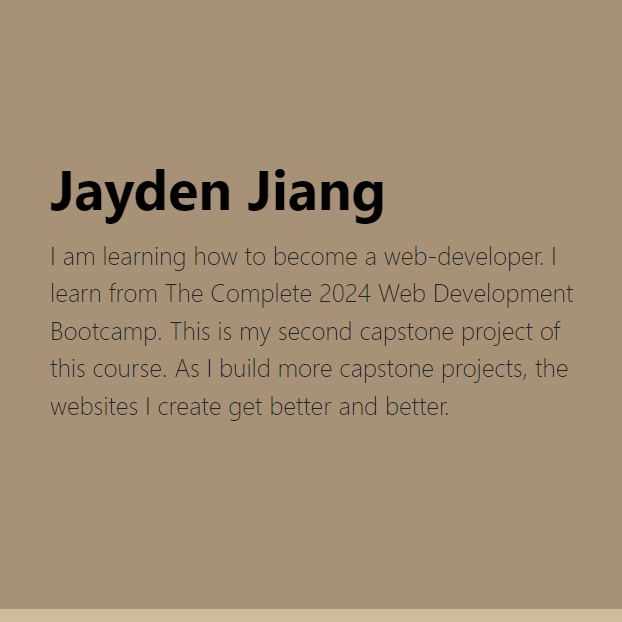 Jayden Jiang
I am learning how to become a web-developer. I
learn from The Complete 2024 Web Development
Bootcamp. This is my second capstone project of
this course. As I build more capstone projects, the
websites I create get better and better.